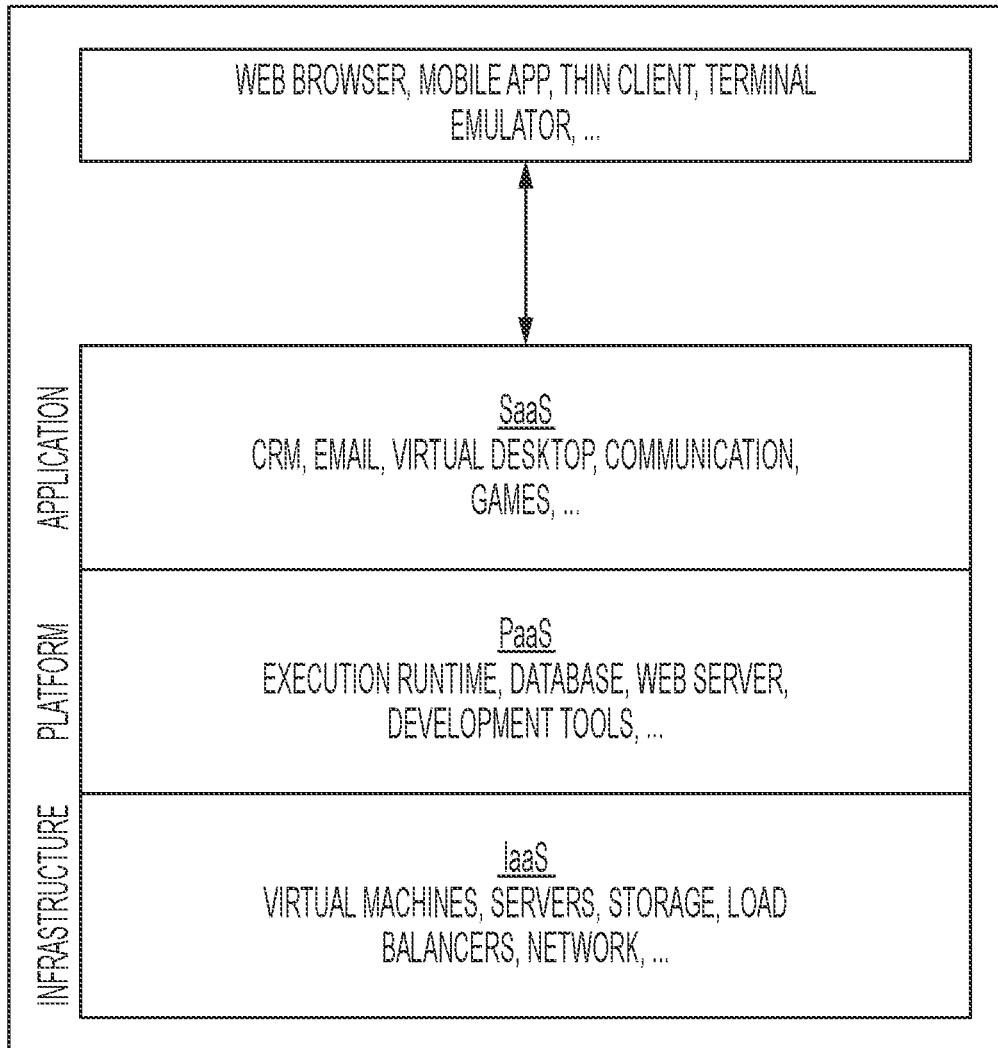 WEB BROWSER, MOBILE APP, THIN CLIENT, TERMINAL
EMULATOR, ...
APPLICATION
SaaS
CRM, EMAIL, VIRTUAL DESKTOP, COMMUNICATION,
GAMES, ...
PLATFORM
PaaS
EXECUTION RUNTIME, DATABASE, WEB SERVER,
DEVELOPMENT TOOLS, ...
INFRASTRUCTURE
IaaS
VIRTUAL MACHINES, SERVERS, STORAGE, LOAD
BALANCERS, NETWORK, ...